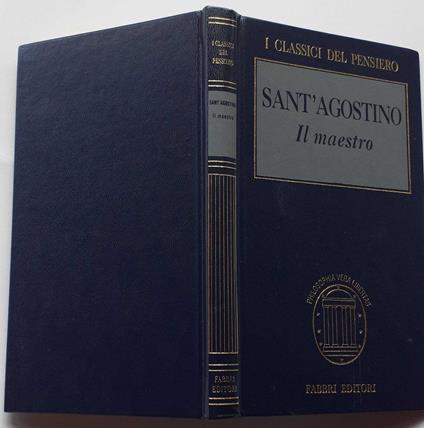 I CLASSICI
DEL
PENSIERO
SANT'AGOSTINO
Il maestro
FABBRI
EDITORI
I CLASSICI DEL PENSIERO
SANT'AGOSTINO
Il maestro
PHILOSOPHIA VERA LIBERTAS
FABBRI EDITORI